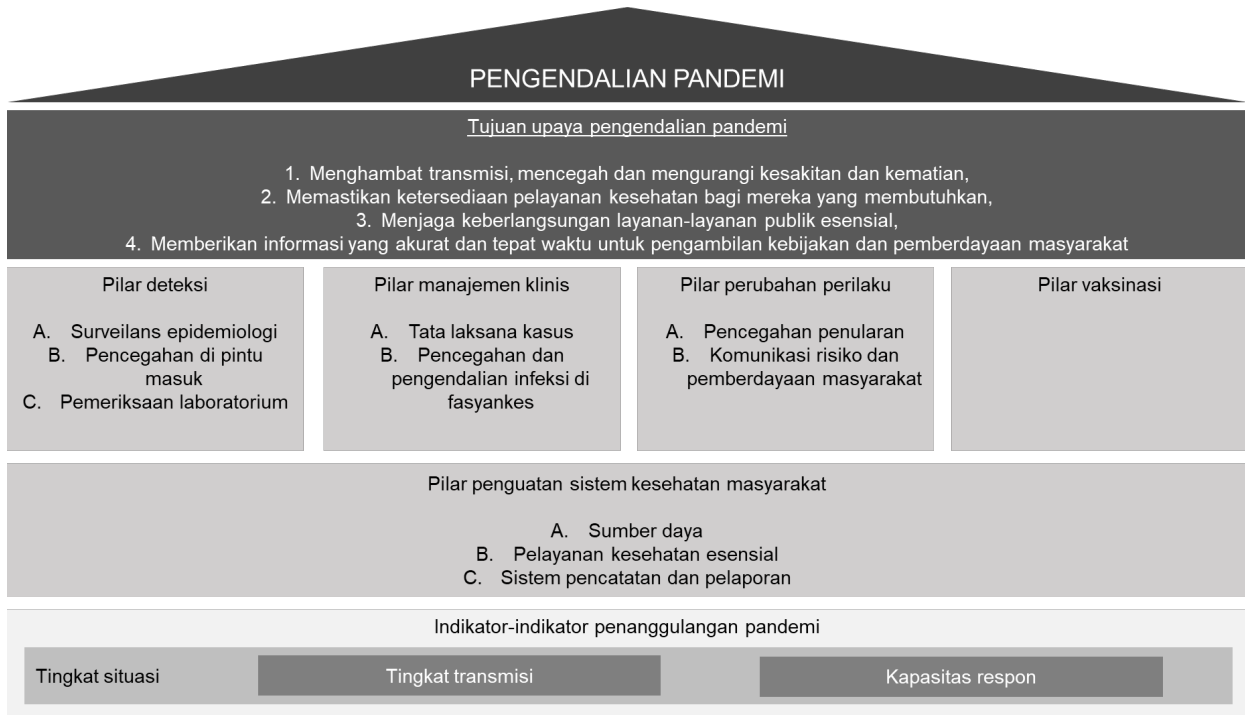 PENGENDALIAN PANDEMI
Tujuan upaya pengendalian pandemi
1. Menghambat transmisi, mencegah dan mengurangi kesakitan dan kematian,
2. Memastikan ketersediaan pelayanan kesehatan bagi mereka yang membutuhkan,
3. Menjaga keberlangsungan layanan-layanan publik esensial,
4. Memberikan informasi yang akurat dan tepat waktu untuk pengambilan kebijakan dan pemberdayaan masyarakat
Pilar deteksi
A. Surveilans epidemiologi
B. Pencegahan di pintu
masuk
C. Pemeriksaan laboratorium
Pilar manajemen klinis
A. Tata laksana kasus
B. Pencegahan dan
pengendalian infeksi di
fasyankes
Pilar perubahan perilaku
A. Pencegahan penularan
B. Komunikasi risiko dan
pemberdayaan masyarakat
Pilar vaksinasi
Pilar penguatan sistem kesehatan masyarakat
A. Sumber daya
B. Pelayanan kesehatan esensial
C. Sistem pencatatan dan pelaporan
Indikator-indikator penanggulangan pandemi
Tingkat situasi
Tingkat transmisi
Kapasitas respon